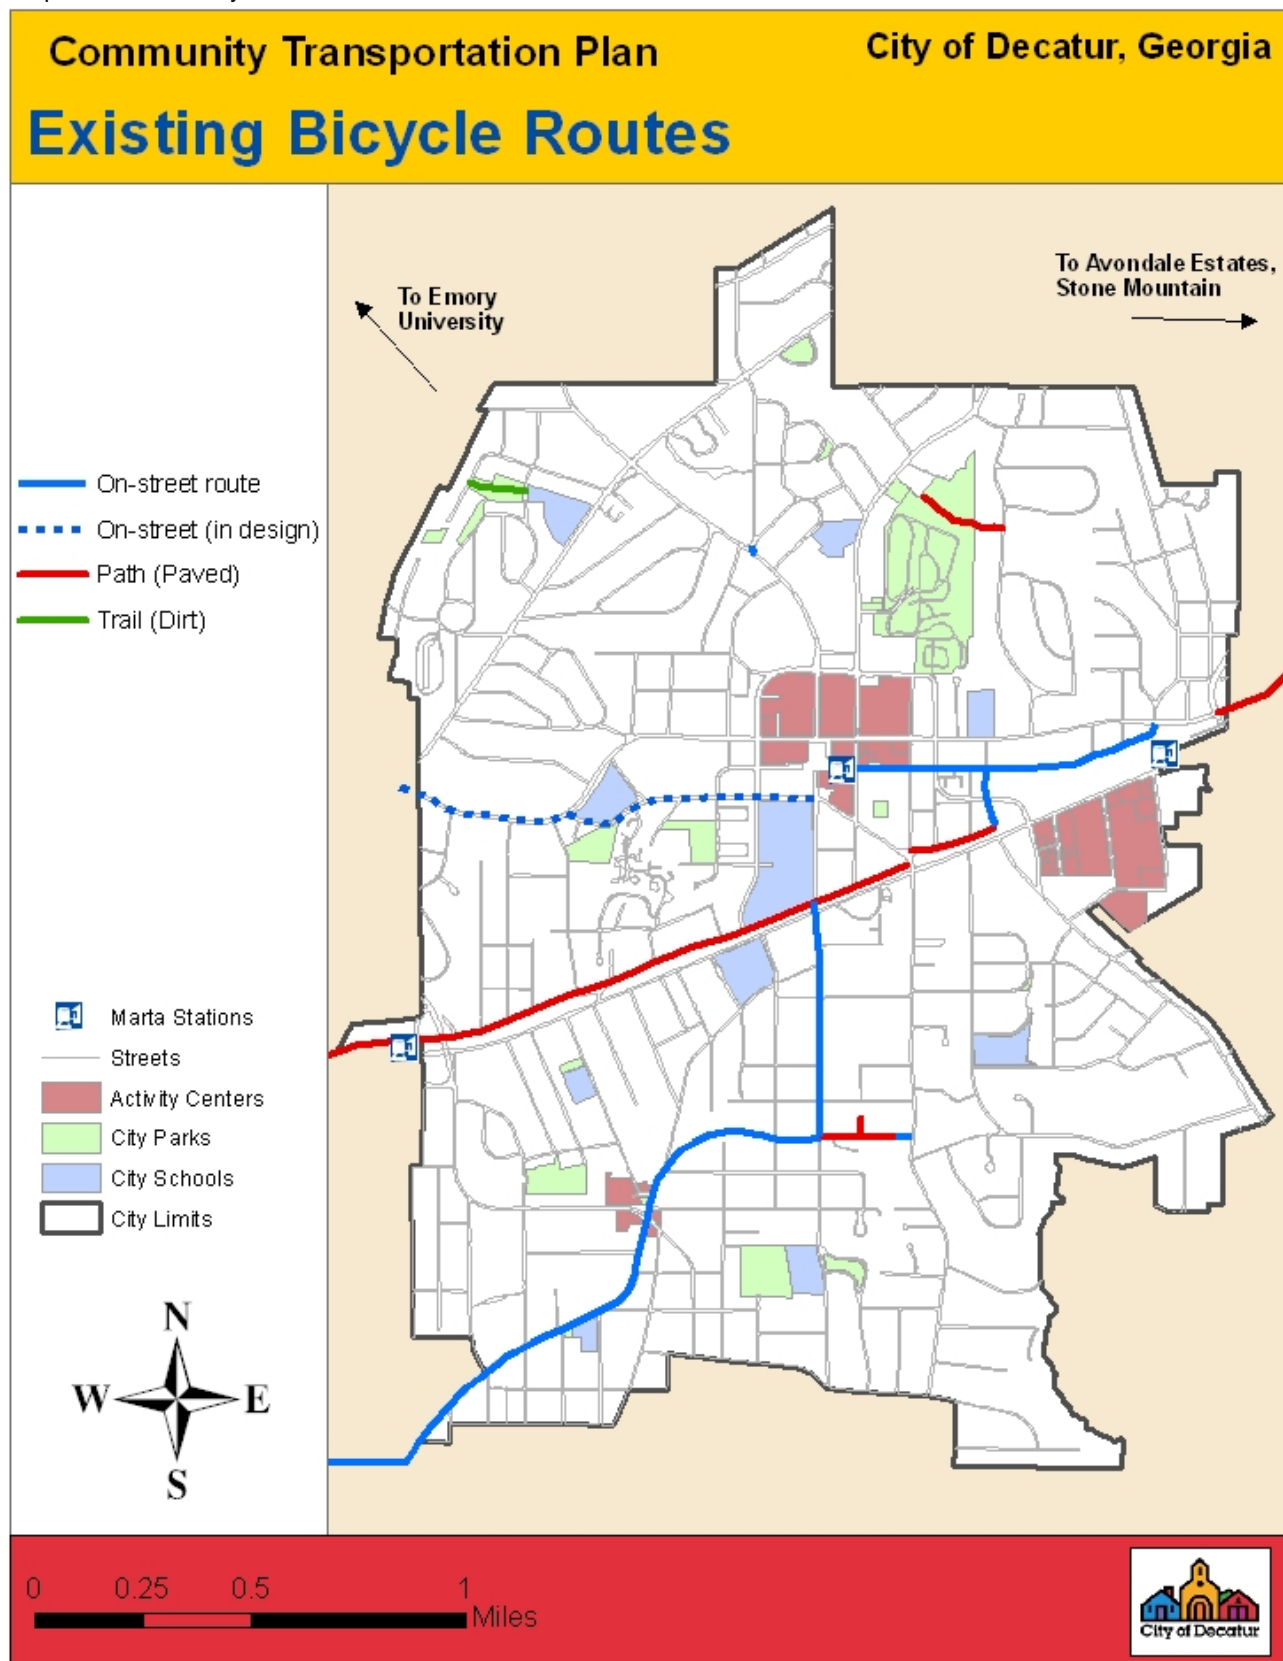 Community Transportation Plan
City of Decatur, Georgia
Existing Bicycle Routes
To Emory
University
To Avondale Estates,
Stone Mountain
On-street route
On-street (in design)
Path (Paved)
Trail (Dirt)
Marta Stations
Streets
Activity Centers
City Parks
City Schools
City Limits
N
W E
S
0 0.25 0.5 1
Miles
City of Decatur